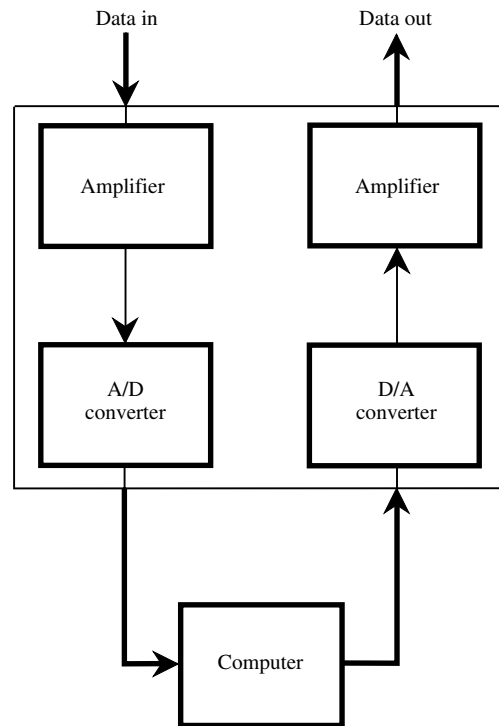 Data in
Data out
Amplifier
Amplifier
A/D
converter
D/A
converter
Computer